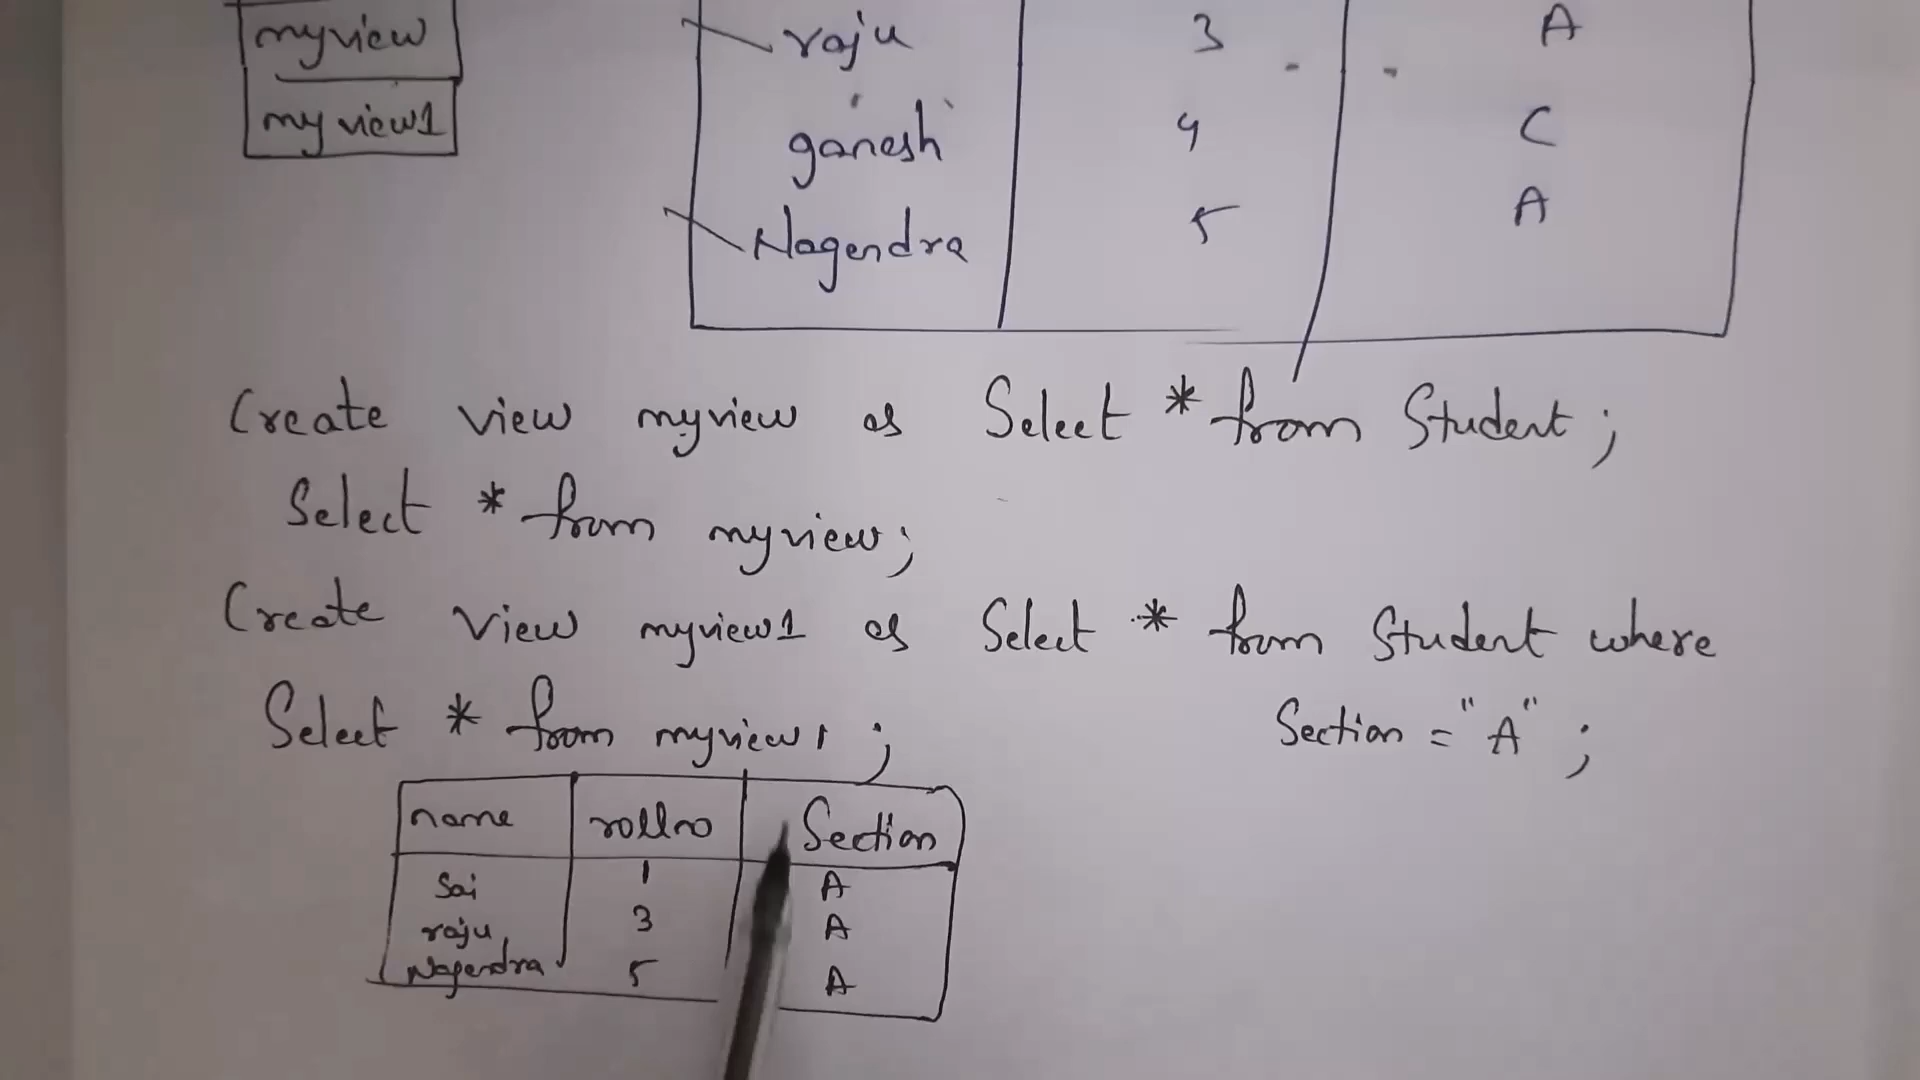 myview
myview1
raju 3 A
ganesh 4 C
Nagendra 5 A
Create view myview as Select * from Student;
Select * from myview;
Create view myview1 as Select * from Student where
Section = "A" ;
Select * from myview1 ;
name rollno Section
Sai 1 A
raju 3 A
Nagendra 5 A